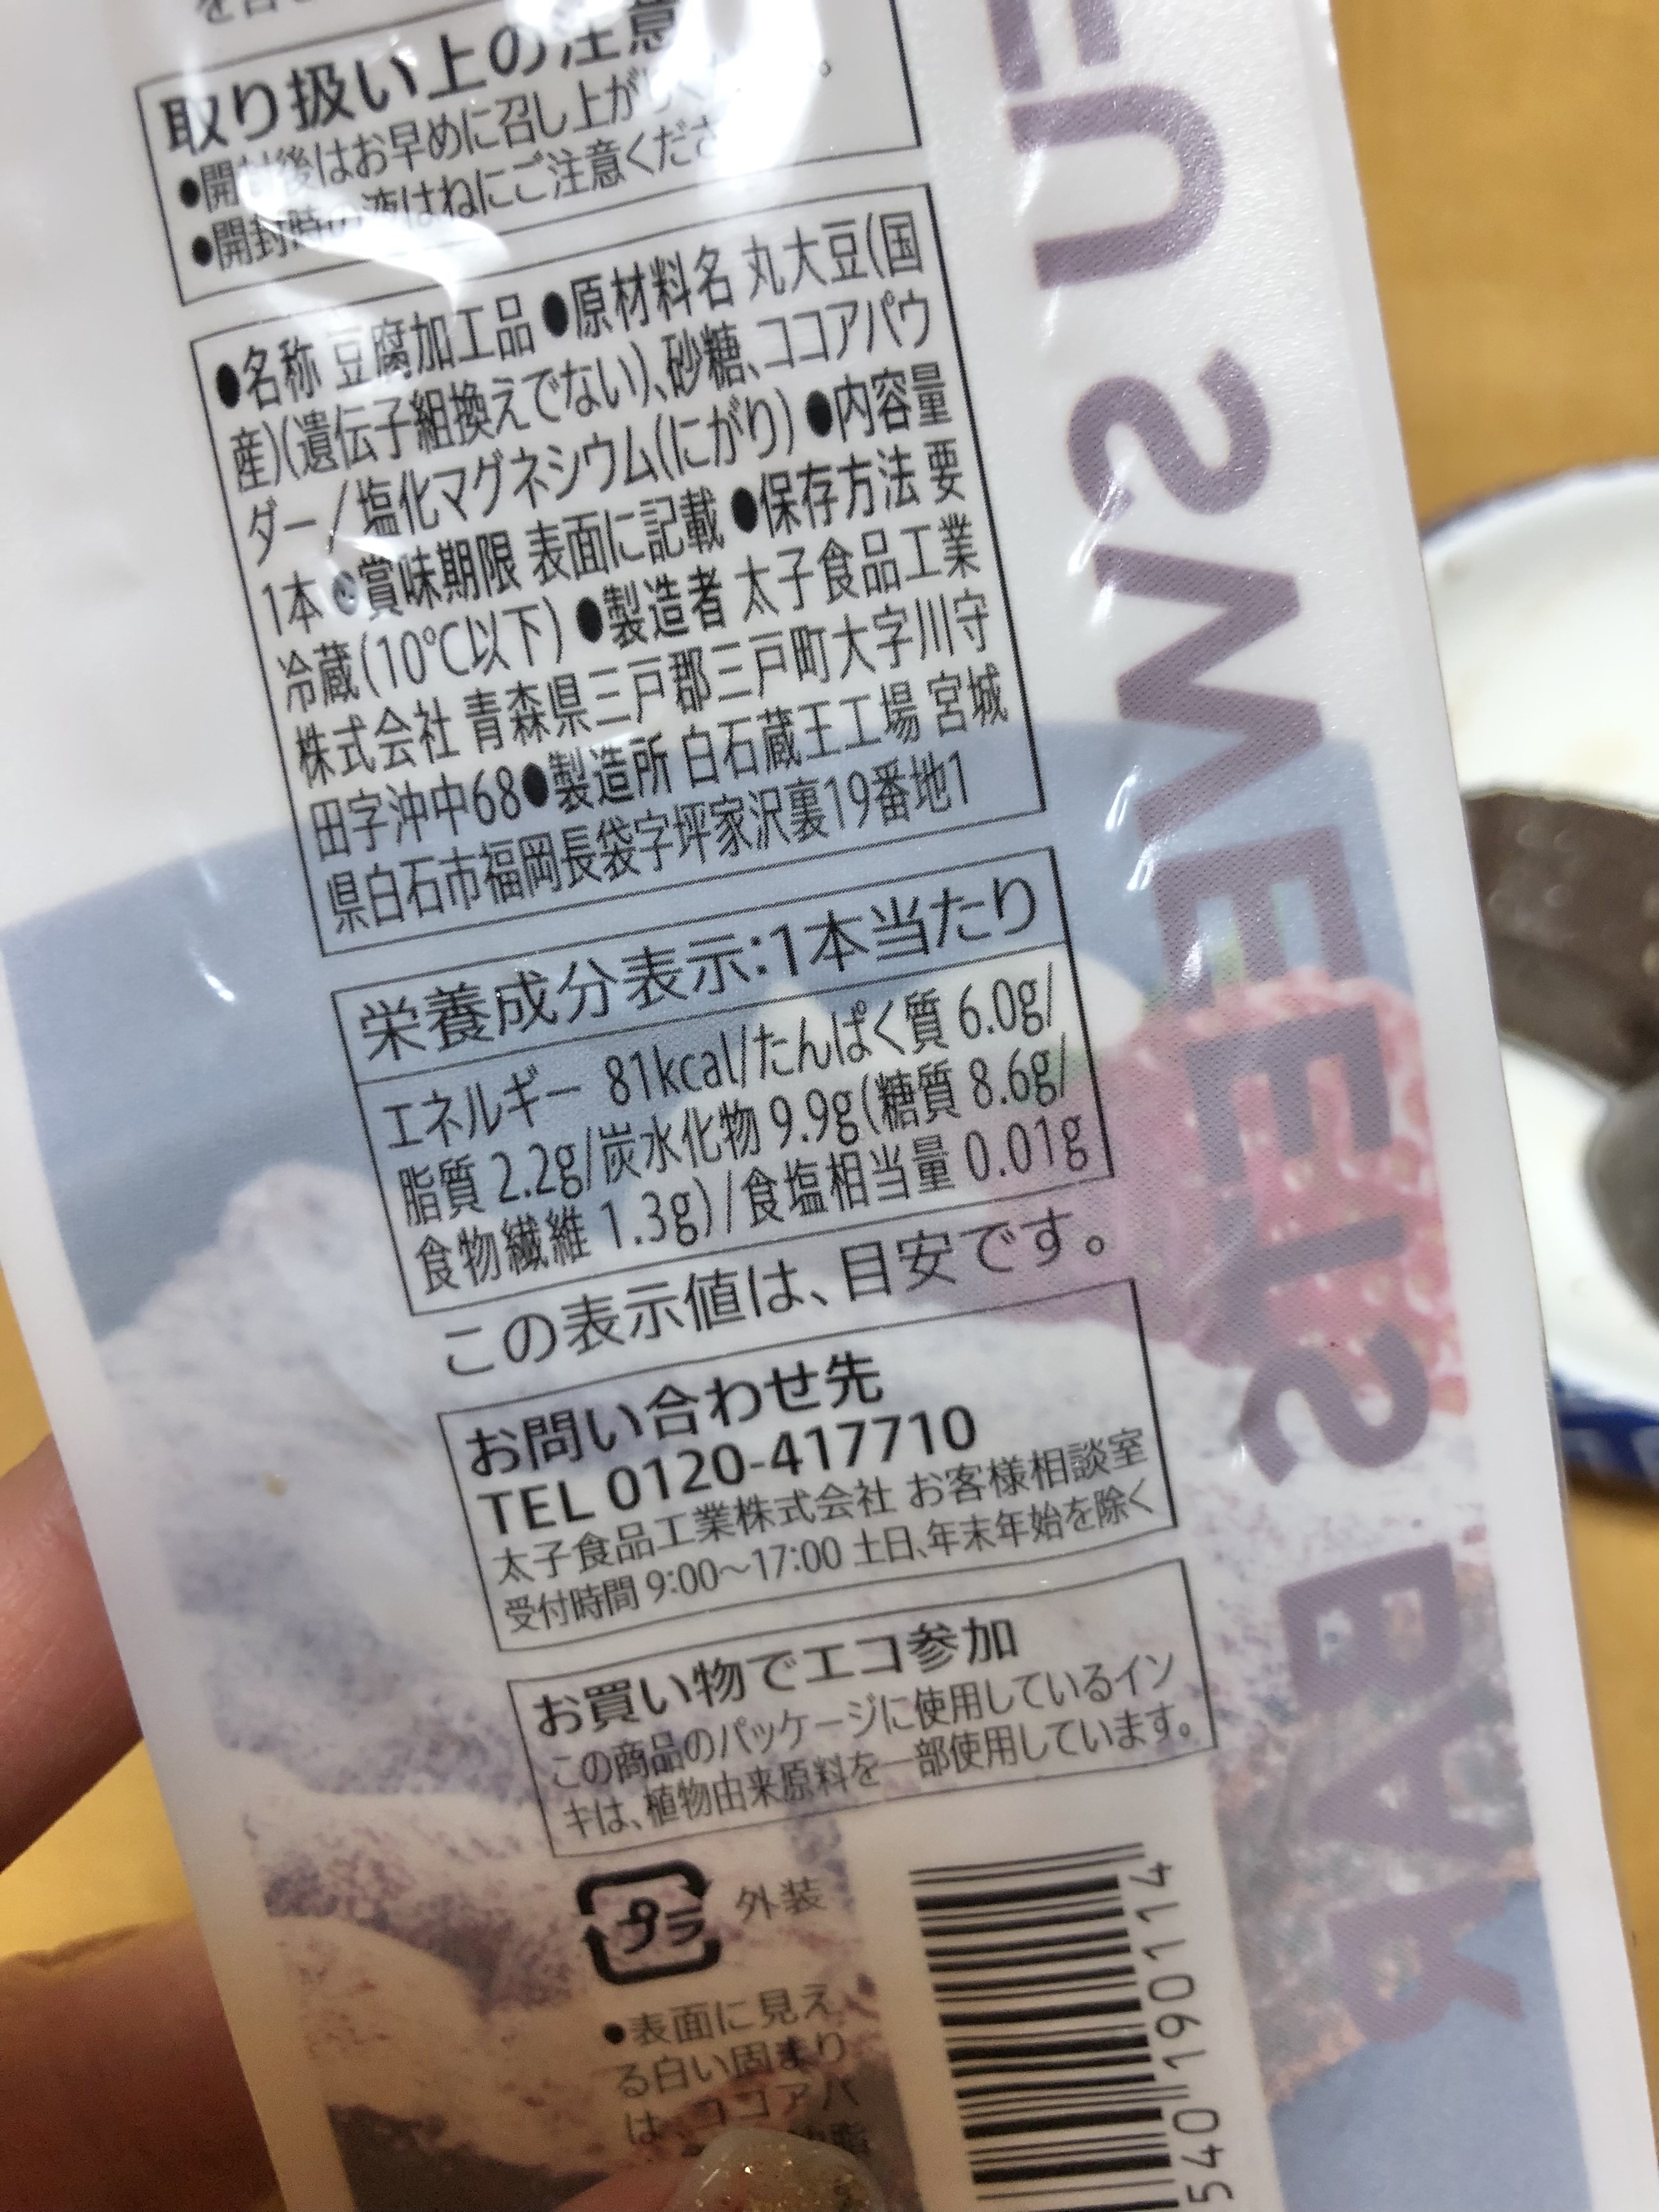 取り扱い上の注意
●開封後はお早めに召し上がりください。
●開封時の液はねにご注意くださ
●名称 豆腐加工品 ●原材料名 丸大豆(国
産)(遺伝子組換えでない)、砂糖、ココアパウ
ダー/塩化マグネシウム(にがり) ●内容量
1本 ●賞味期限 表面に記載 ●保存方法 要
冷蔵(10℃以下) ●製造者 太子食品工業
株式会社 青森県三戸郡三戸町大字川守
田字沖中68●製造所 白石蔵王工場 宮城
県白石市福岡長袋字坪家沢裏19番地1
栄養成分表示:1本当たり
エネルギー 81kcal/たんぱく質 6.0g/
脂質 2.2g/炭水化物 9.9g(糖質 8.6g/
食物繊維 1.3g)/食塩相当量 0.01g
この表示値は、目安です。
お問い合わせ先
TEL 0120-417710
太子食品工業株式会社 お客様相談室
受付時間 9:00～17:00 土日、年末年始を除く
お買い物でエコ参加
この商品のパッケージに使用しているイン
キは、植物由来原料を一部使用しています。
プラ 外装
●表面に見え
る白い固まり
は、ココアバ
脂
540190114
SWEETS BAR